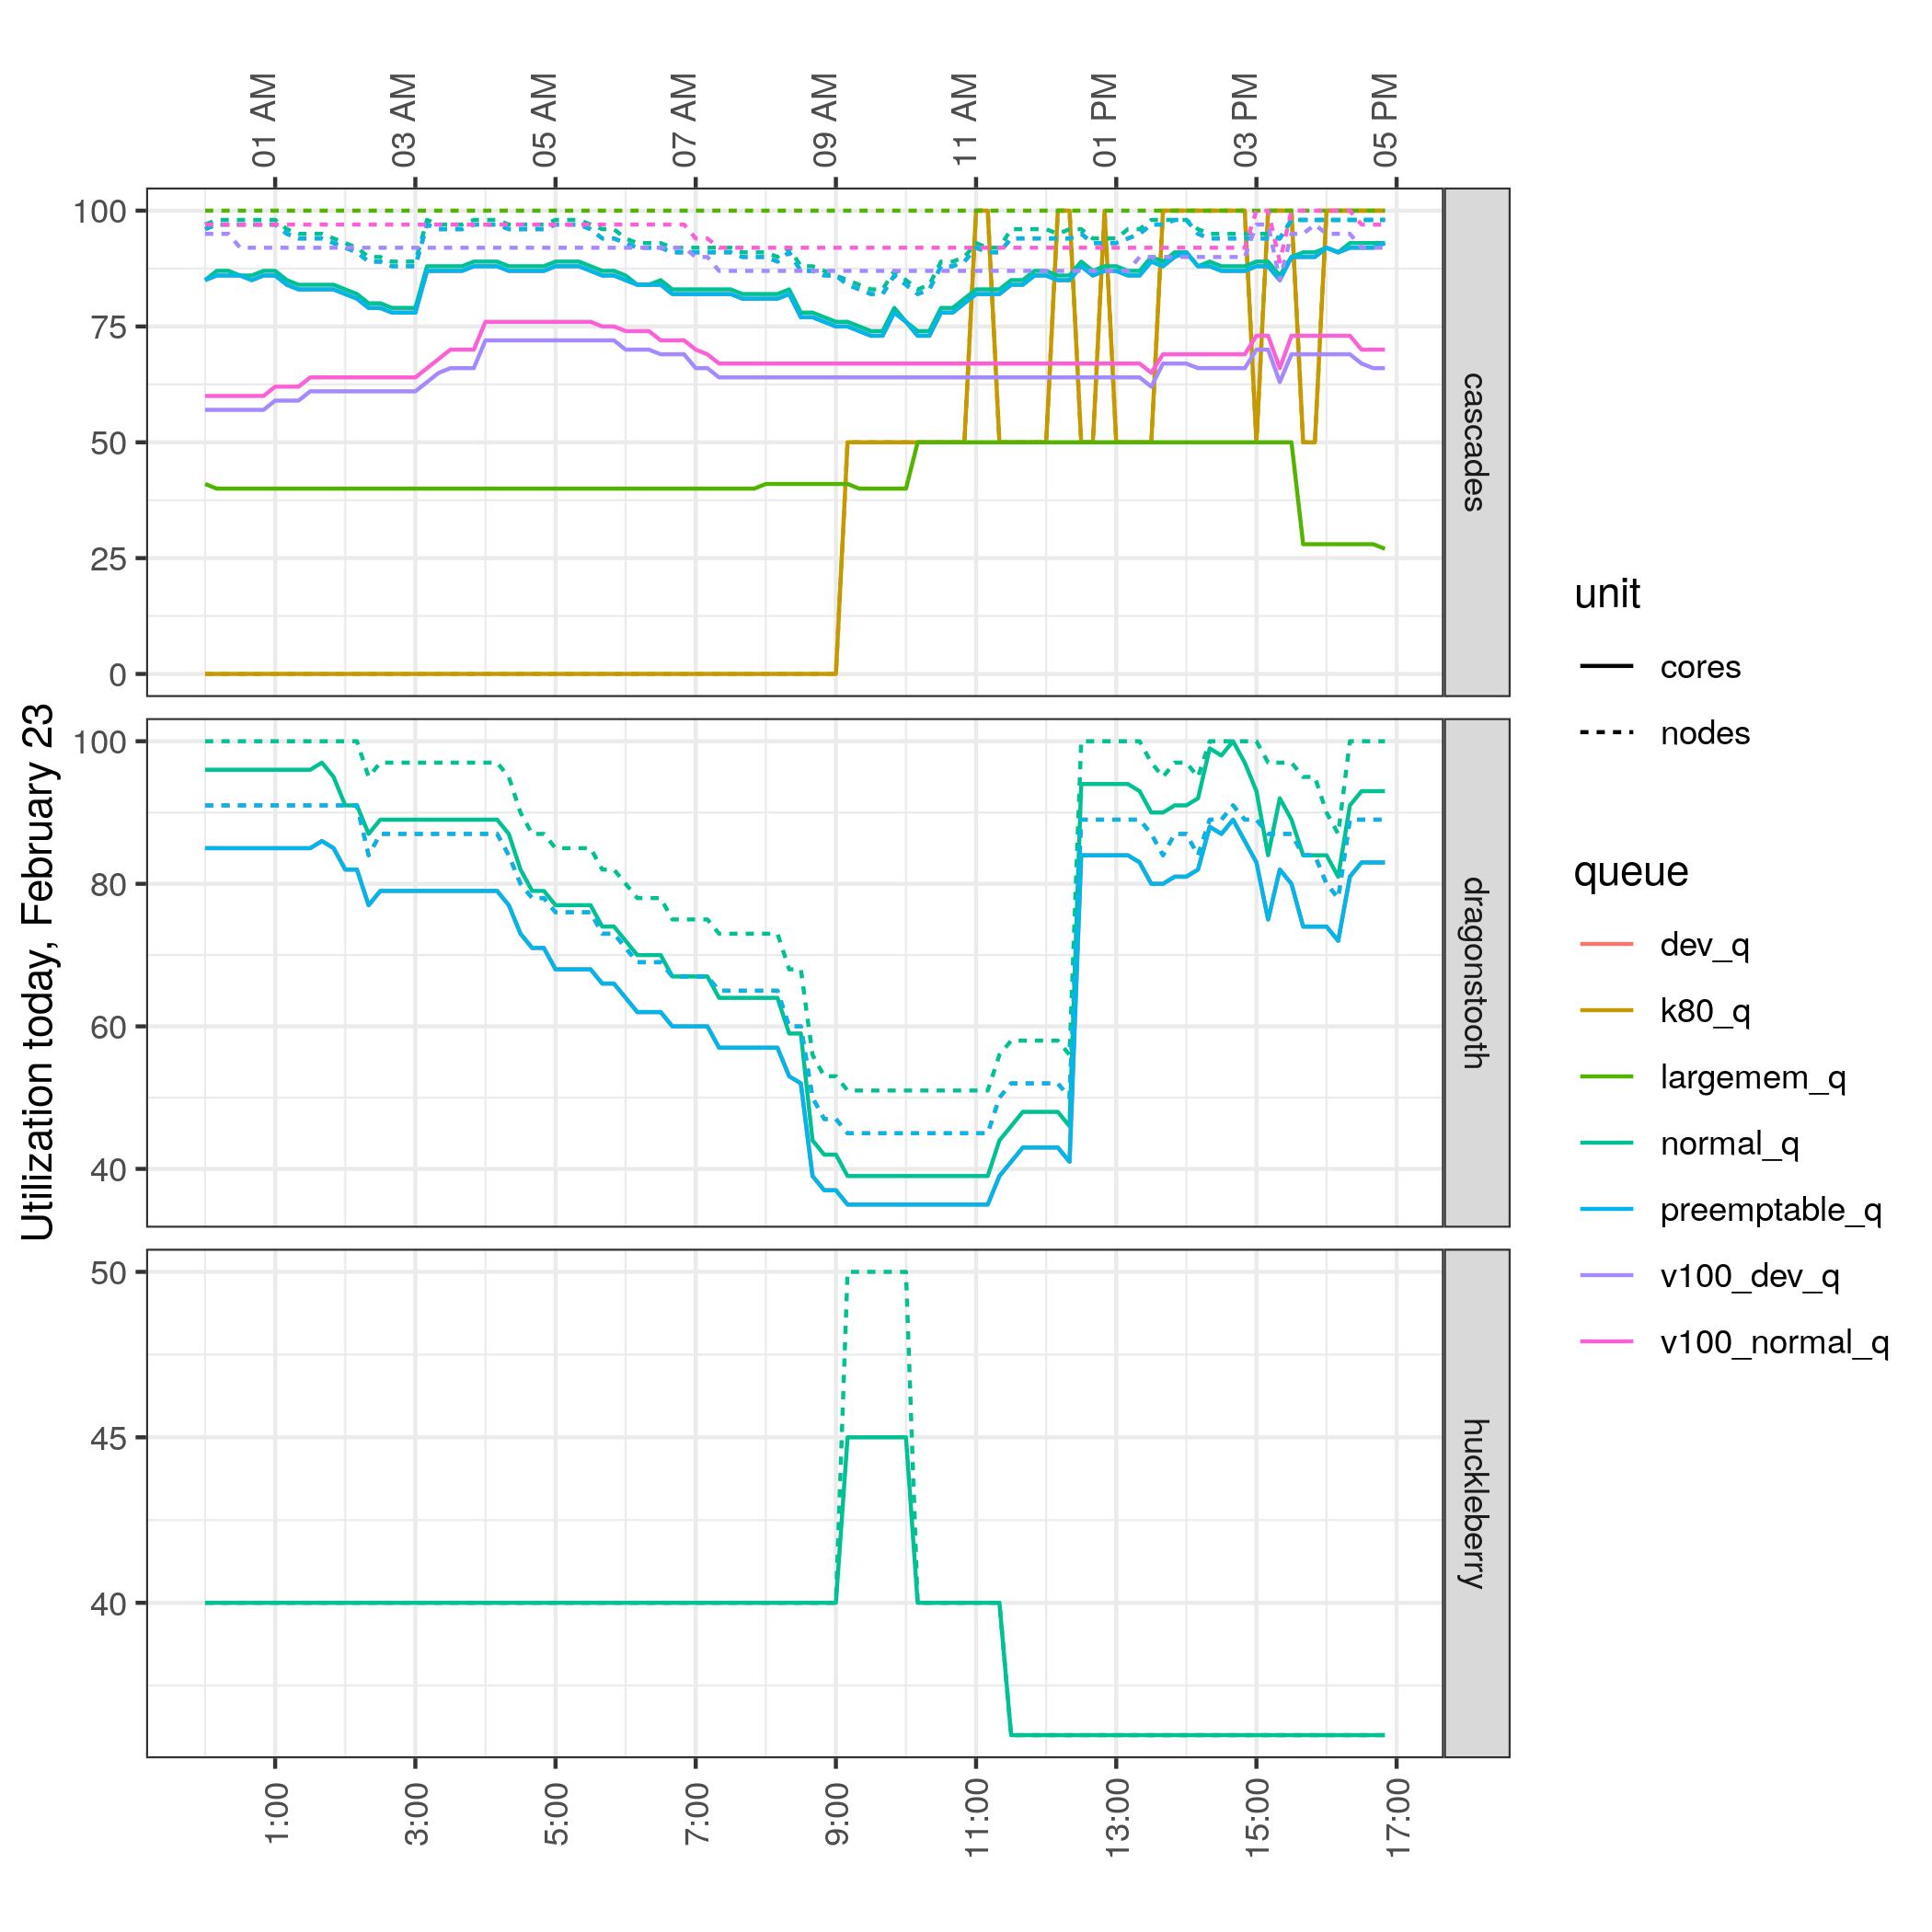 01 AM
03 AM
05 AM
07 AM
09 AM
11 AM
01 PM
03 PM
05 PM
Utilization today, February 23
100
75
50
25
0
cascades
100
80
60
40
dragonstooth
50
45
40
huckleberry
1:00
3:00
5:00
7:00
9:00
11:00
13:00
15:00
17:00
unit
cores
nodes
queue
dev_q
k80_q
largemem_q
normal_q
preemptable_q
v100_dev_q
v100_normal_q